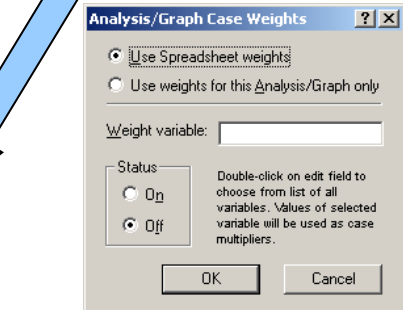 Analysis/Graph Case Weights
Use Spreadsheet weights
Use weights for this Analysis/Graph only
Weight variable:
Status
On
Off
Double-click on edit field to
choose from list of all
variables. Values of selected
variable will be used as case
multipliers.
OK Cancel